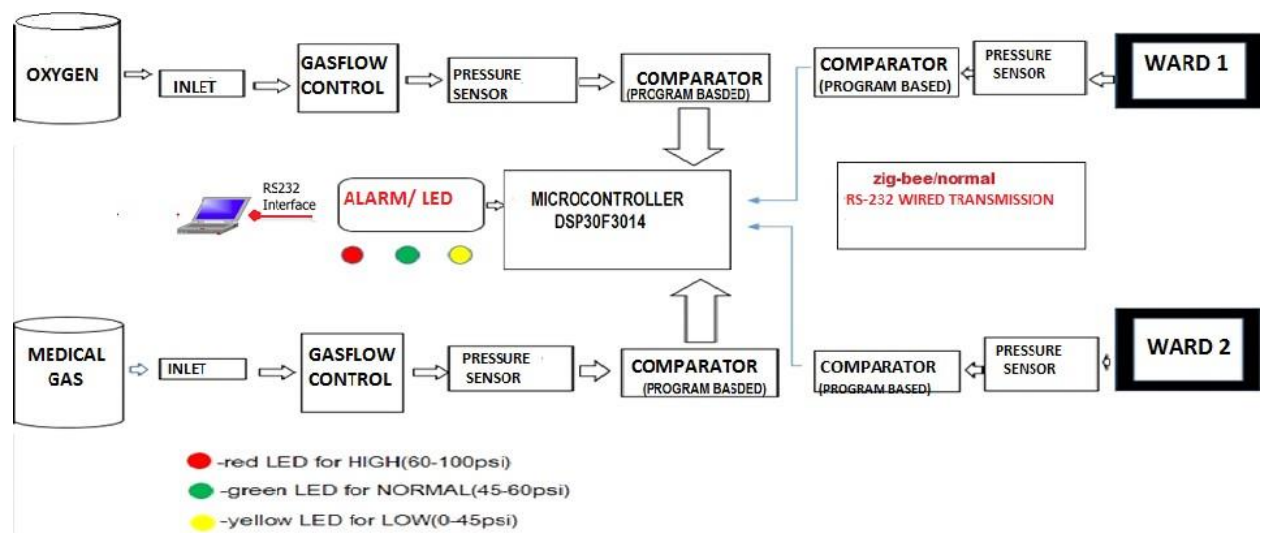 OXYGEN
INLET
GASFLOW
CONTROL
PRESSURE
SENSOR
COMPARATOR
(PROGRAM BASDED)
COMPARATOR
(PROGRAM BASED)
PRESSURE
SENSOR
WARD 1
RS232
Interface
ALARM/ LED
MICROCONTROLLER
DSP30F3014
zig-bee/normal
RS-232 WIRED TRANSMISSION
MEDICAL
GAS
INLET
GASFLOW
CONTROL
PRESSURE
SENSOR
COMPARATOR
(PROGRAM BASDED)
COMPARATOR
(PROGRAM BASED)
PRESSURE
SENSOR
WARD 2
-red LED for HIGH(60-100psi)
-green LED for NORMAL(45-60psi)
-yellow LED for LOW(0-45psi)